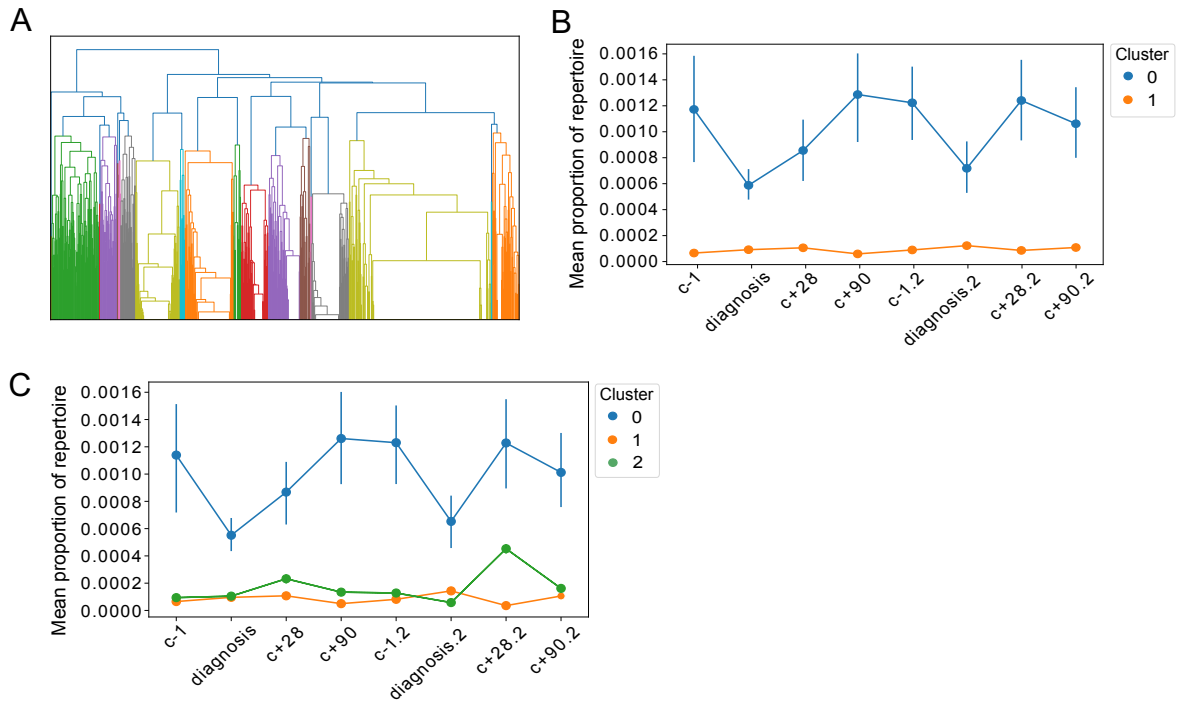 A
B
Mean proportion of repertoire
0.0016
0.0014
0.0012
0.0010
0.0008
0.0006
0.0004
0.0002
0.0000
c-1
diagnosis
c+28
c+90
c-1.2
diagnosis.2
c+28.2
c+90.2
Cluster
0
1
C
Mean proportion of repertoire
0.0016
0.0014
0.0012
0.0010
0.0008
0.0006
0.0004
0.0002
0.0000
c-1
diagnosis
c+28
c+90
c-1.2
diagnosis.2
c+28.2
c+90.2
Cluster
0
1
2